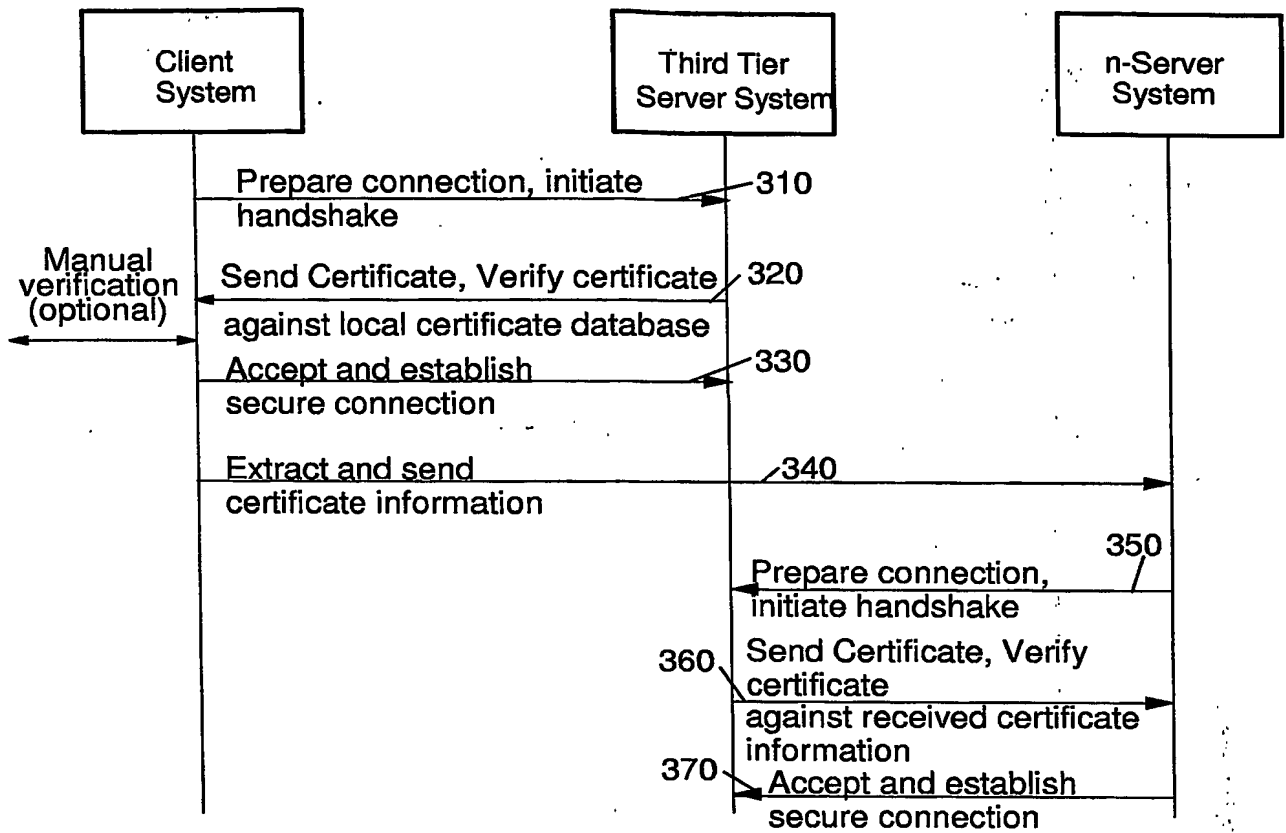 Client
System
Third Tier
Server System
n-Server
System
Prepare connection, initiate
handshake
310
Manual
verification
(optional)
Send Certificate, Verify certificate
against local certificate database
320
Accept and establish
secure connection
330
Extract and send
certificate information
340
350
Prepare connection,
initiate handshake
360
Send Certificate, Verify
certificate
against received certificate
information
370
Accept and establish
secure connection